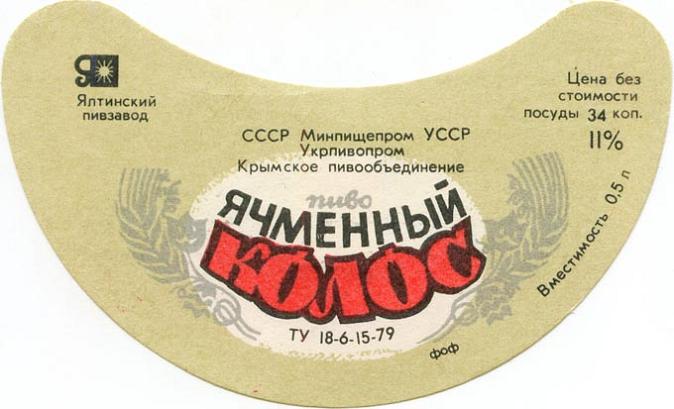 Я
Ялтинский
пивзавод
Цена без
стоимости
посуды 34 коп.
11%
СССР Минпищепром УССР
Укрпивопром
Крымское пивообъединение
пиво
ЯЧМЕННЫЙ
КОЛОС
ТУ 18-6-15-79
Вместимость 0,5 л
фоф